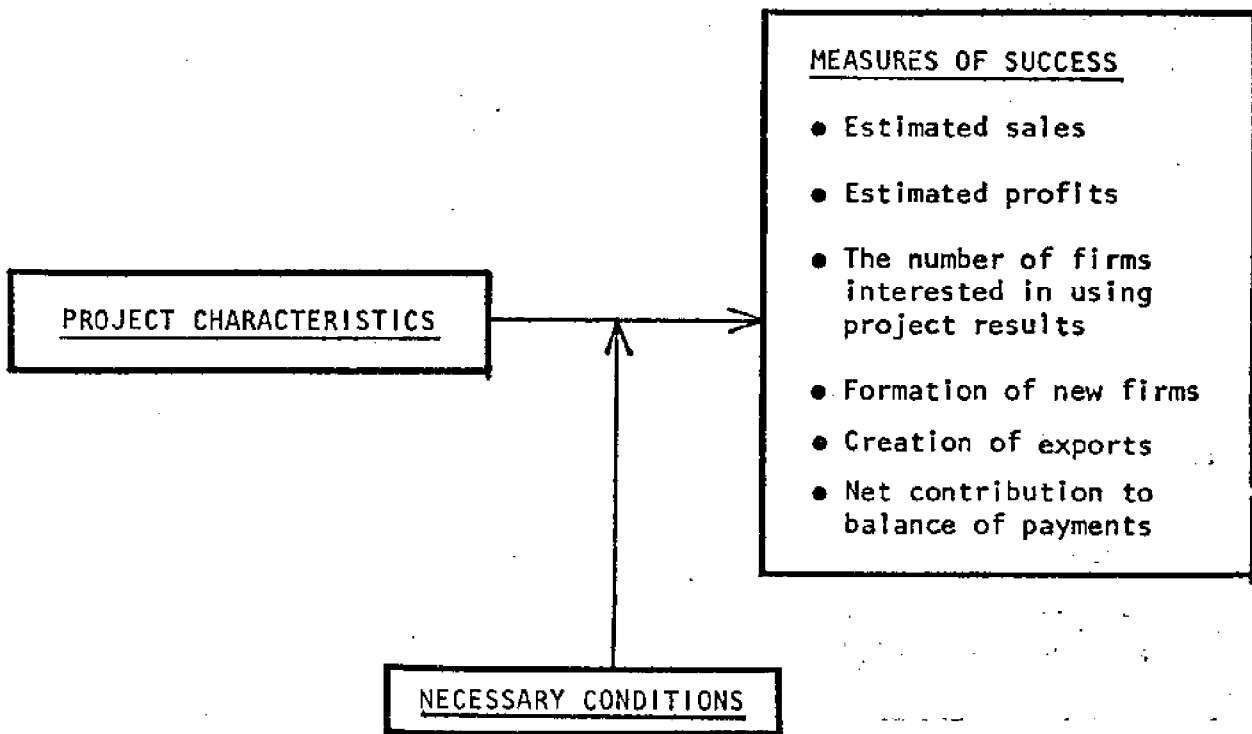 MEASURES OF SUCCESS
● Estimated sales
● Estimated profits
● The number of firms
interested in using
project results
● Formation of new firms
● Creation of exports
● Net contribution to
balance of payments
PROJECT CHARACTERISTICS
NECESSARY CONDITIONS